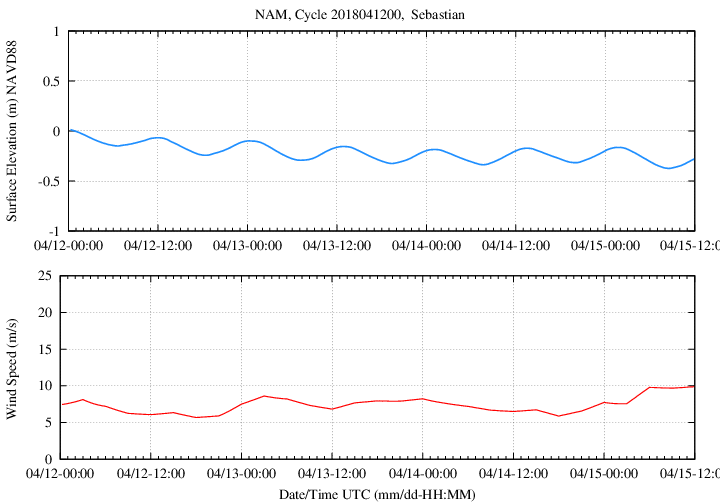 NAM, Cycle 2018041200, Sebastian
Surface Elevation (m) NAVD88
1
0.5
0
-0.5
-1
04/12-00:00 04/12-12:00 04/13-00:00 04/13-12:00 04/14-00:00 04/14-12:00 04/15-00:00 04/15-12:0
Wind Speed (m/s)
25
20
15
10
5
0
04/12-00:00 04/12-12:00 04/13-00:00 04/13-12:00 04/14-00:00 04/14-12:00 04/15-00:00 04/15-12:0
Date/Time UTC (mm/dd-HH:MM)